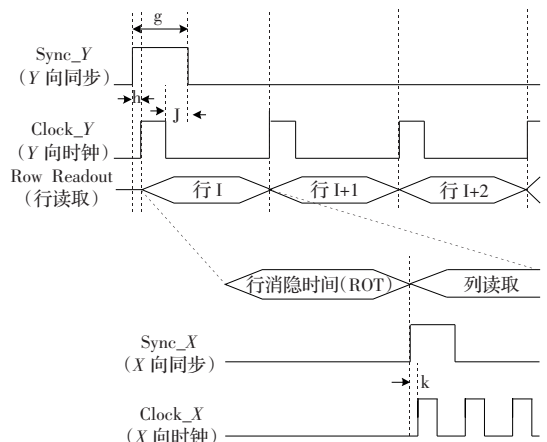 g
Sync_Y
(Y 向同步)
h
J
Clock_Y
(Y 向时钟)
Row Readout
(行读取)
行 I
行 I+1
行 I+2
行消隐时间(ROT)
列读取
Sync_X
(X 向同步)
k
Clock_X
(X 向时钟)